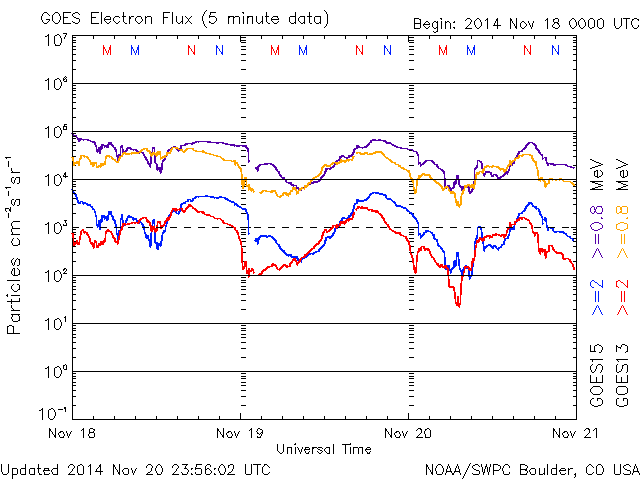 GOES Electron Flux (5 minute data)
Begin: 2014 Nov 18 0000 UTC
M M N N M M N N M M N N
10⁷
10⁶
10⁵
10⁴
10³
10²
10¹
10⁰
10⁻¹
Particles cm⁻²s⁻¹sr⁻¹
Nov 18 Nov 19 Nov 20 Nov 21
Universal Time
GOES15 >=2 >=0.8 MeV
GOES13 >=2 >=0.8 MeV
Updated 2014 Nov 20 23:56:02 UTC
NOAA/SWPC Boulder, CO USA